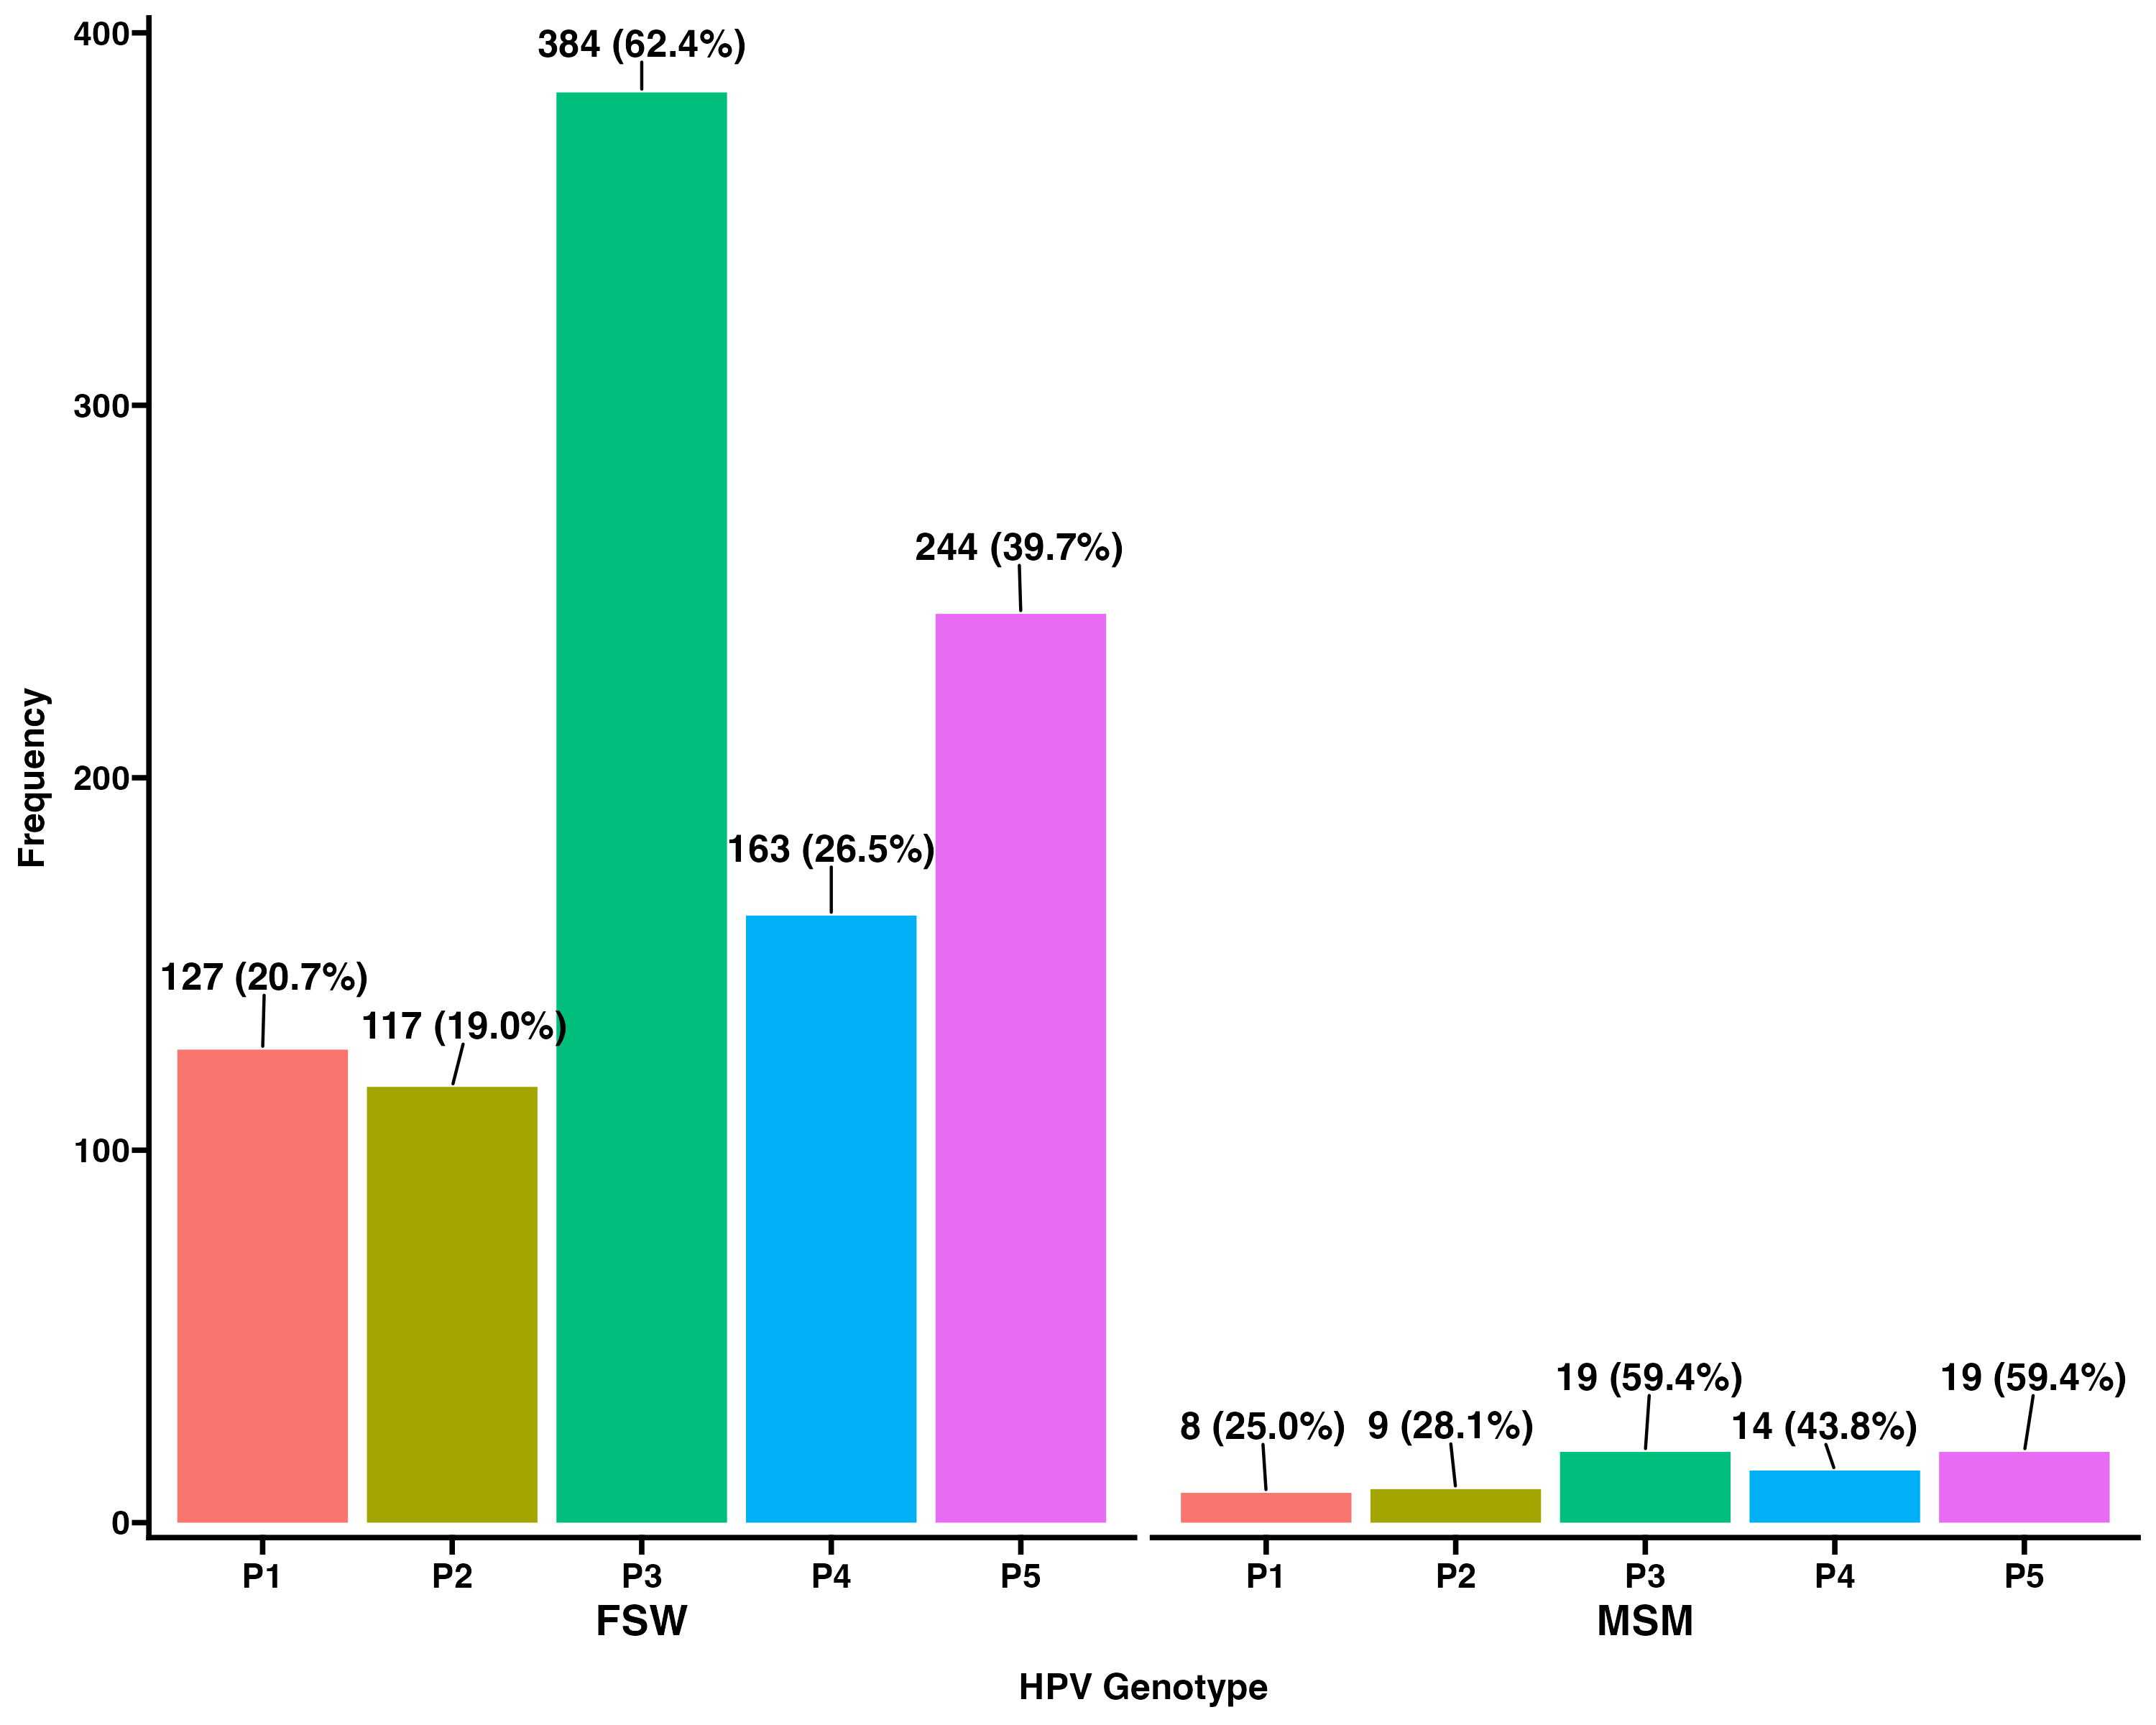 400
300
200
100
0
Frequency
384 (62.4%)
244 (39.7%)
163 (26.5%)
127 (20.7%)
117 (19.0%)
19 (59.4%) 19 (59.4%)
8 (25.0%) 9 (28.1%) 14 (43.8%)
P1 P2 P3 P4 P5 P1 P2 P3 P4 P5
FSW MSM
HPV Genotype